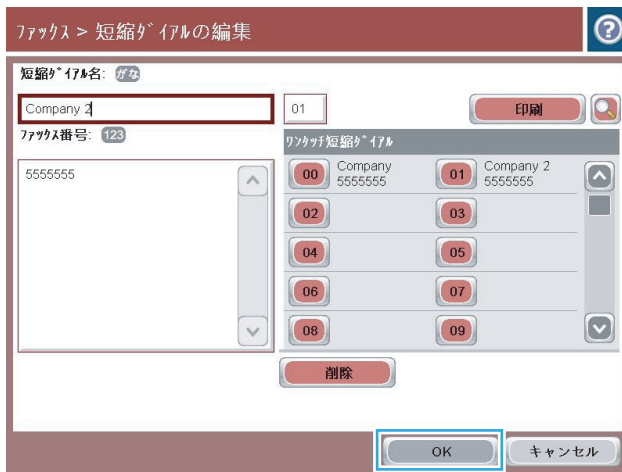 ﾌｧｯｸｽ > 短縮ﾀﾞｲｱﾙの編集
?
短縮ﾀﾞｲｱﾙ名: がな
Company 2
01
印刷
ﾌｧｯｸｽ番号: 123
5555555
ﾜﾝﾀｯﾁ短縮ﾀﾞｲｱﾙ
00 Company 5555555
01 Company 2 5555555
02
03
04
05
06
07
08
09
削除
OK
キャンセル